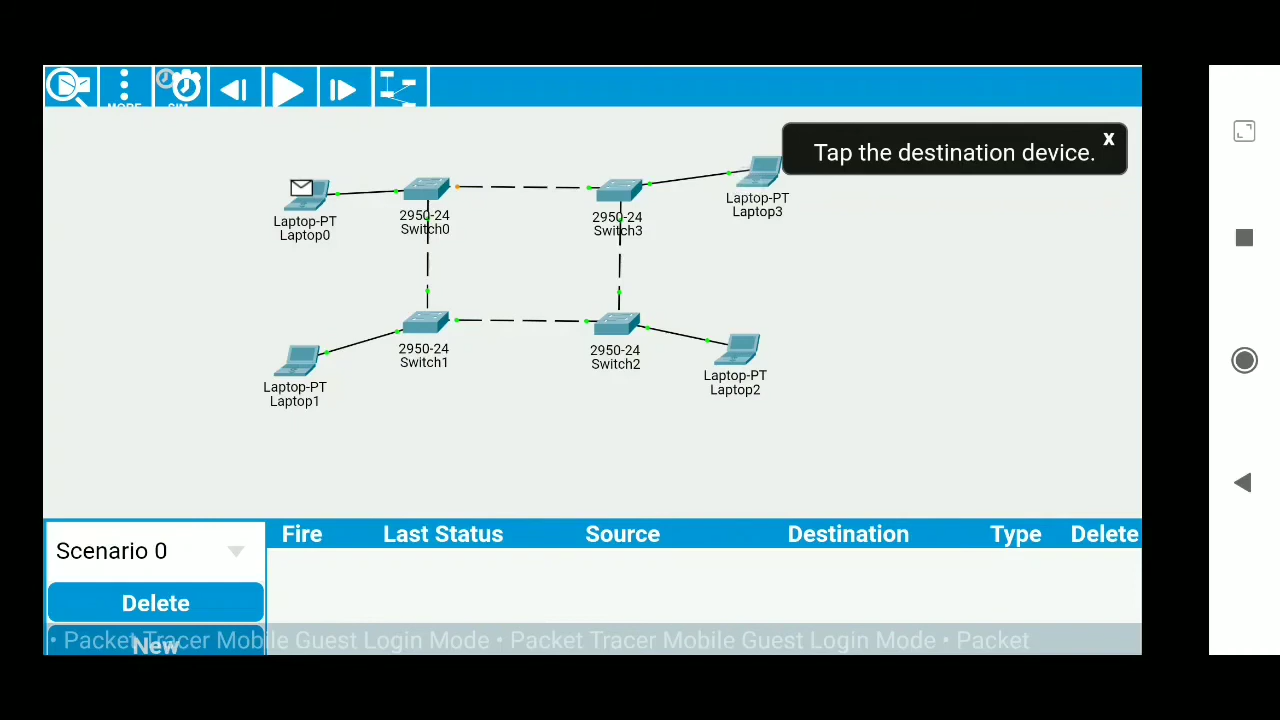 MORE
SIM
Tap the destination device.
X
Laptop-PT
Laptop0
2950-24
Switch0
2950-24
Switch3
Laptop-PT
Laptop3
Laptop-PT
Laptop1
2950-24
Switch1
2950-24
Switch2
Laptop-PT
Laptop2
Fire Last Status Source Destination Type Delete
Scenario 0
Delete
New
• Packet Tracer Mobile Guest Login Mode • Packet Tracer Mobile Guest Login Mode • Packet